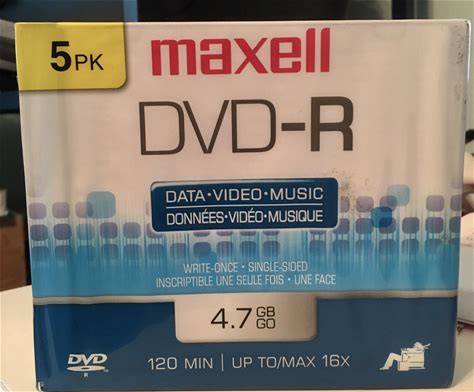 5PK
maxell
DVD-R
DATA•VIDEO•MUSIC
DONNÉES•VIDÉO•MUSIQUE
WRITE-ONCE • SINGLE-SIDED
INSCRIPTIBLE UNE SEULE FOIS • UNE FACE
4.7 GB
GO
DVD
R
120 MIN | UP TO/MAX 16X